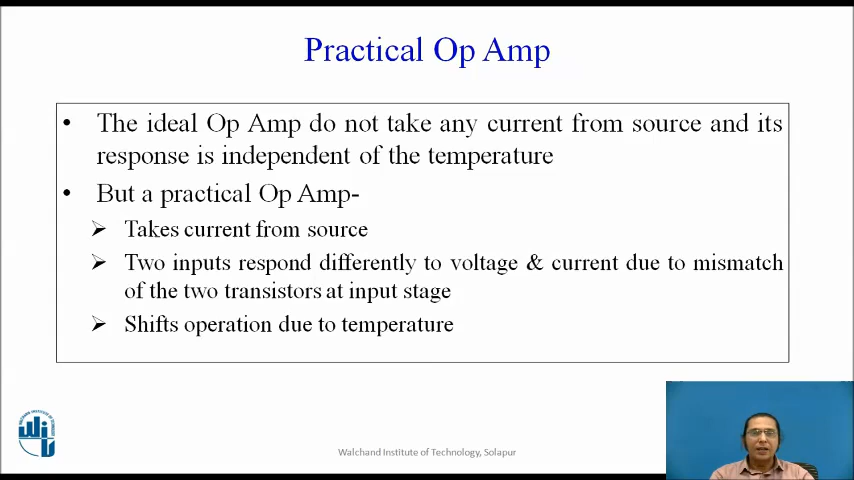 Practical Op Amp
• The ideal Op Amp do not take any current from source and its
response is independent of the temperature
• But a practical Op Amp-
➢ Takes current from source
➢ Two inputs respond differently to voltage & current due to mismatch
of the two transistors at input stage
➢ Shifts operation due to temperature
Walchand Institute of Technology, Solapur